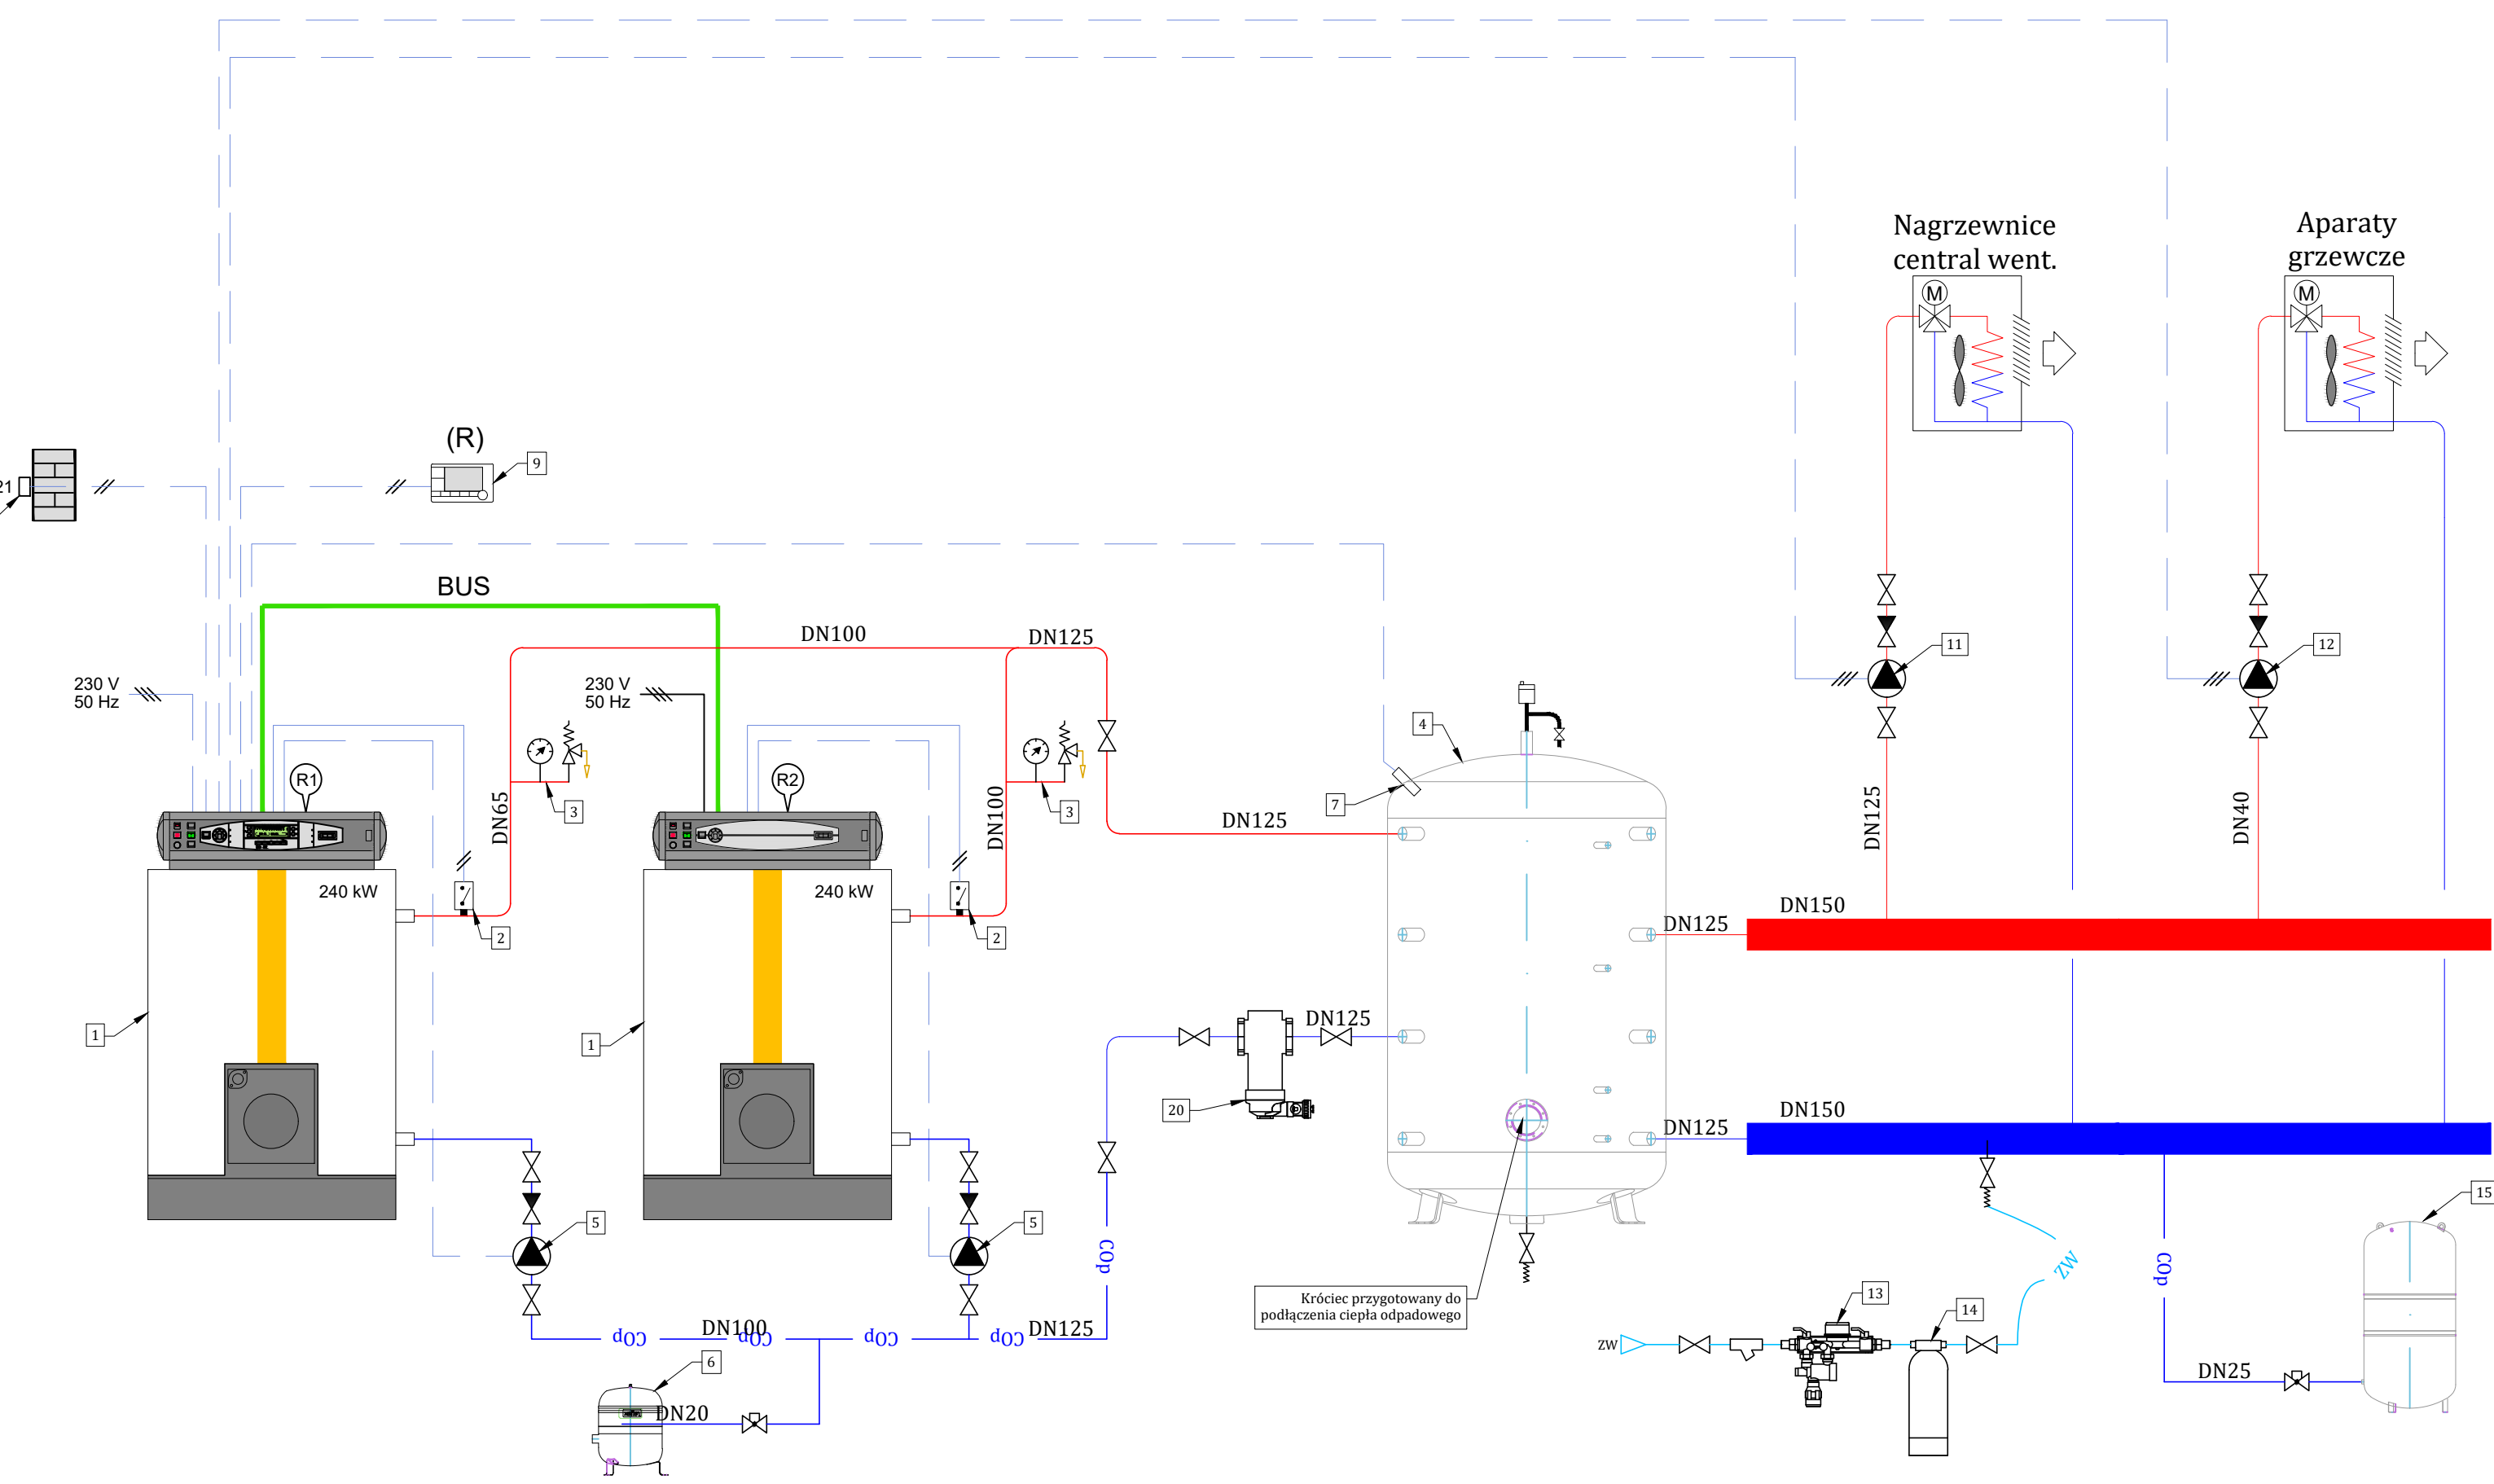 Nagrzewnice
central went.
Aparaty
grzewcze
M
M
(R)
9
21
BUS
DN100
DN125
11
12
230 V
50 Hz
230 V
50 Hz
4
R1
R2
DN65
3
DN100
3
7
DN125
DN125
DN40
240 kW
240 kW
2
2
DN150
DN125
1
1
DN125
20
DN150
DN125
15
5
5
COp
COp
ZW
Króciec przygotowany do
podłączenia ciepła odpadowego
13
14
COp
DN100
COp
COp
COp
DN125
ZW
6
DN25
DN20